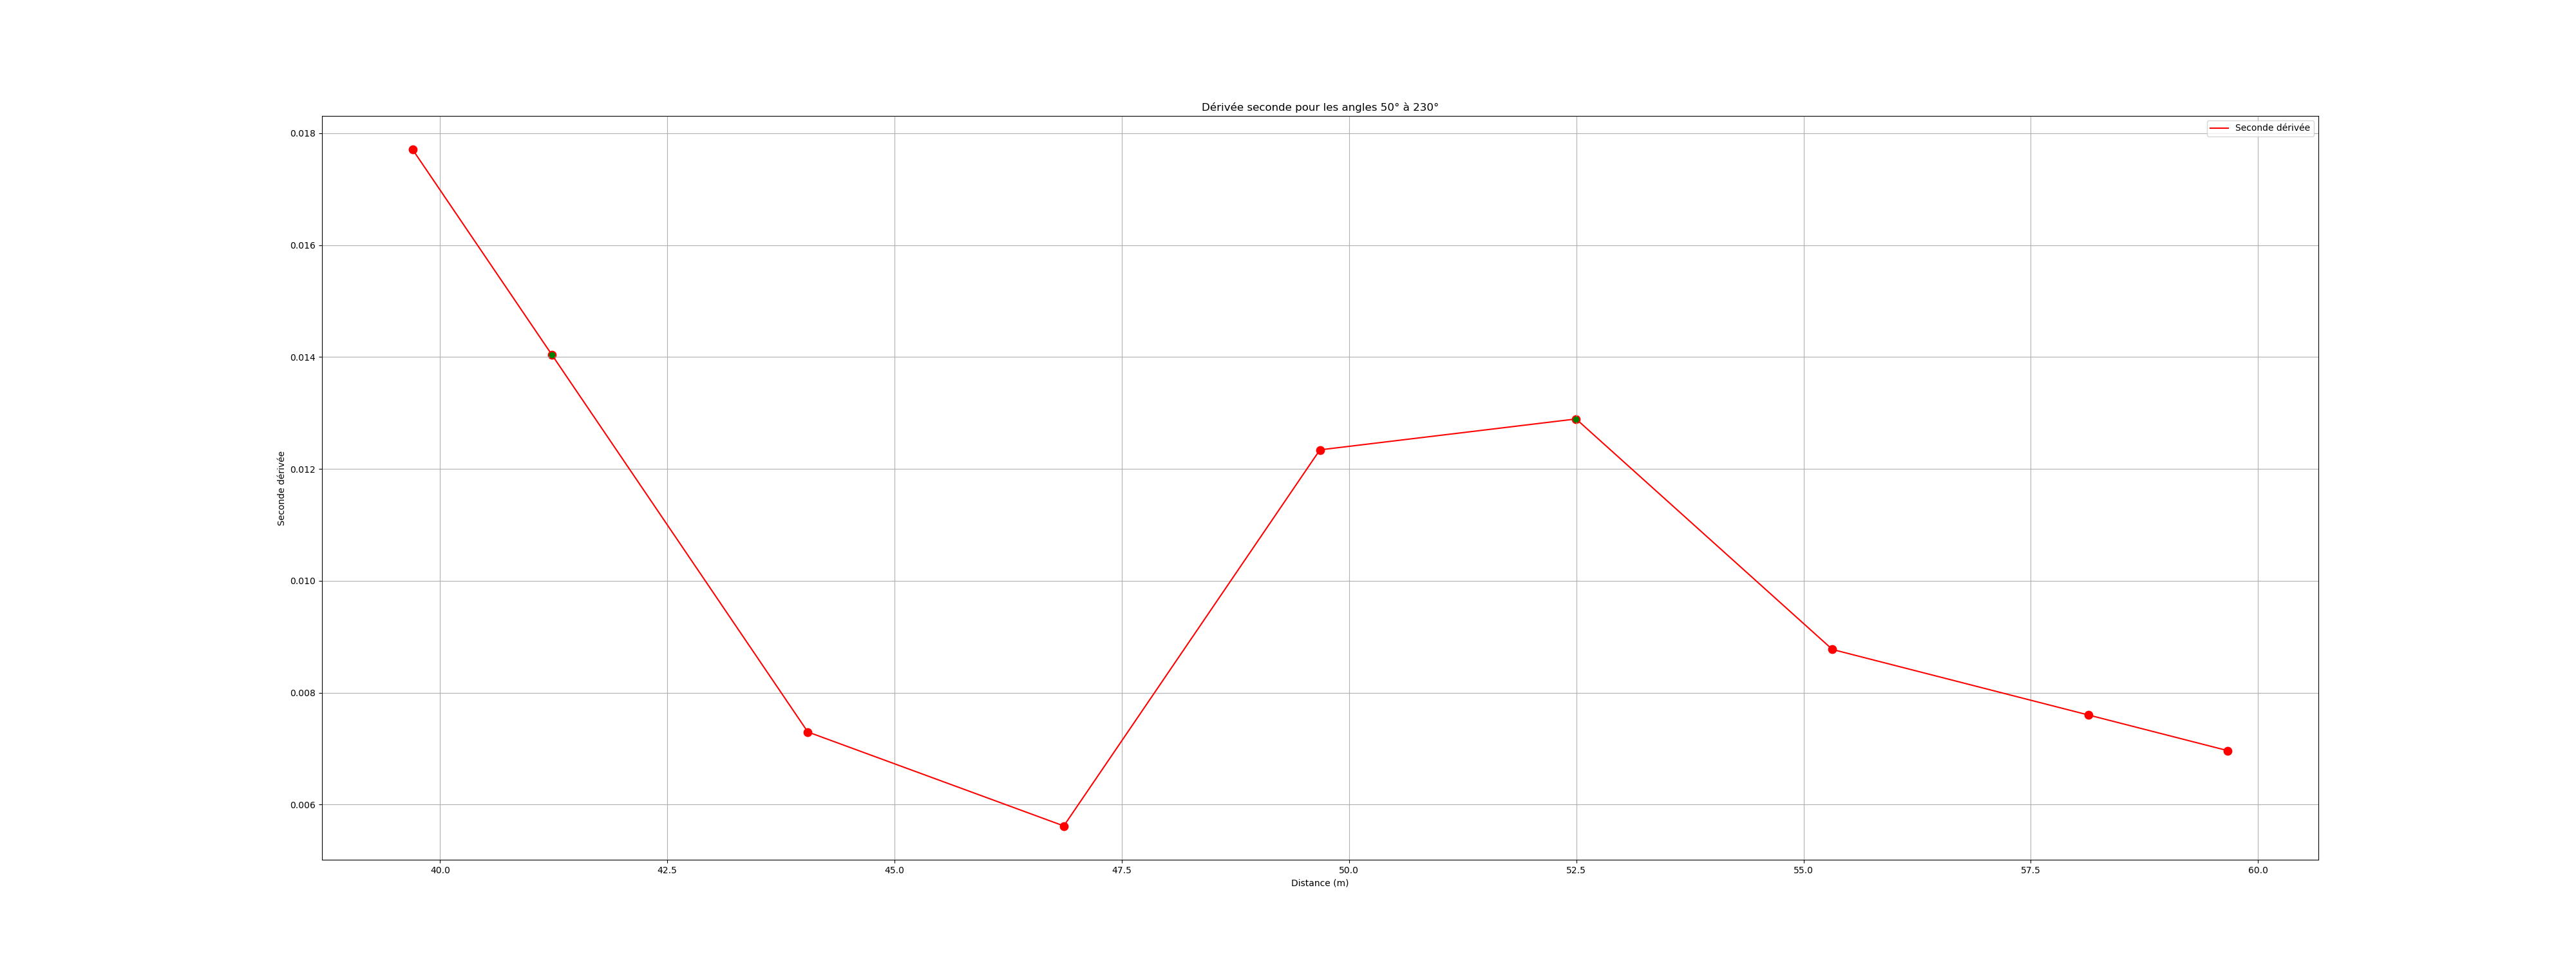 Dérivée seconde pour les angles 50° à 230°
Seconde dérivée
0.018
0.016
0.014
0.012
0.010
0.008
0.006
Seconde dérivée
40.0 42.5 45.0 47.5 50.0 52.5 55.0 57.5 60.0
Distance (m)